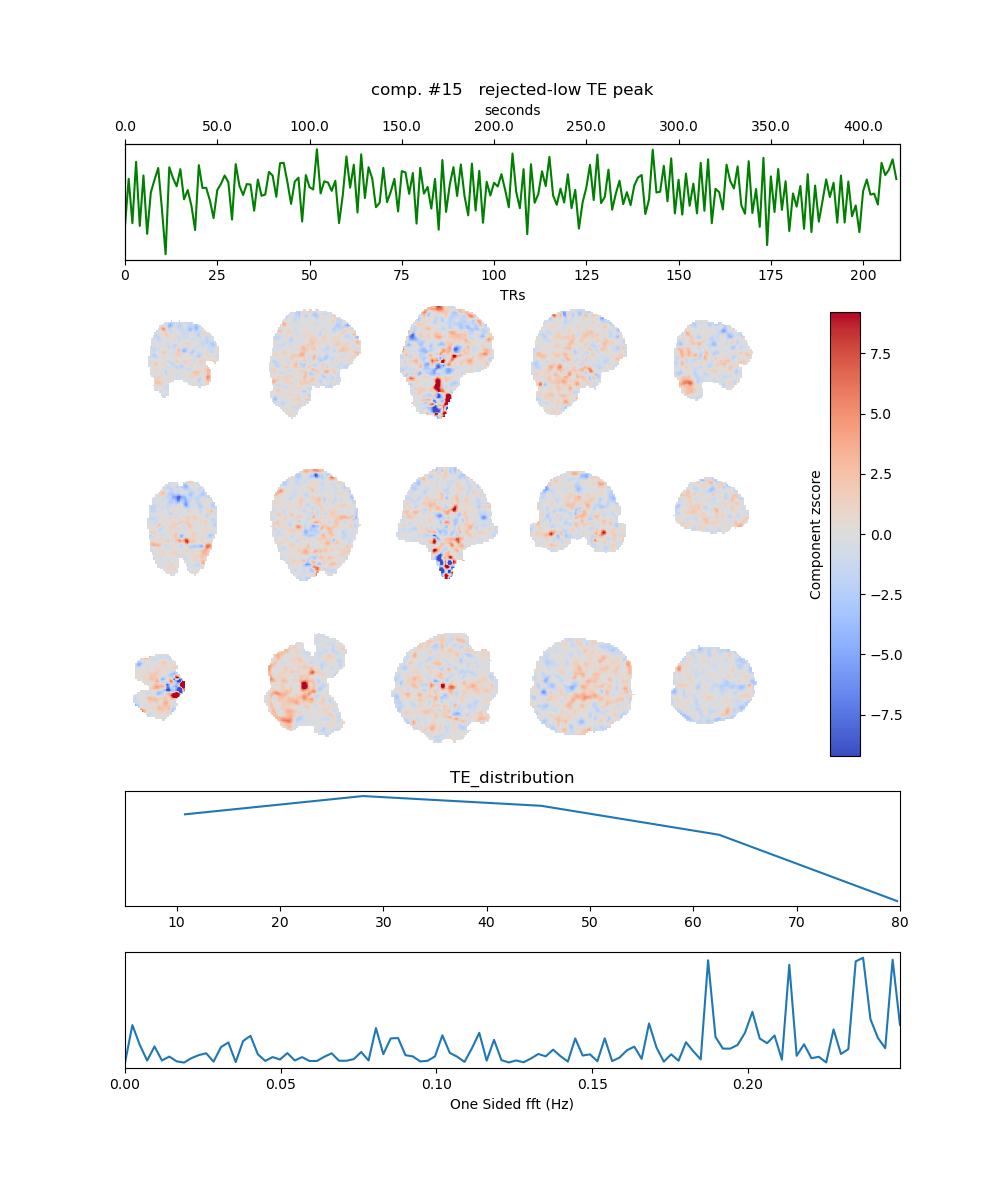 comp. #15   rejected-low TE peak
seconds
0.0 50.0 100.0 150.0 200.0 250.0 300.0 350.0 400.0
0 25 50 75 100 125 150 175 200
TRs
7.5
5.0
2.5
0.0
−2.5
−5.0
−7.5
Component zscore
TE_distribution
10 20 30 40 50 60 70 80
0.00 0.05 0.10 0.15 0.20
One Sided fft (Hz)